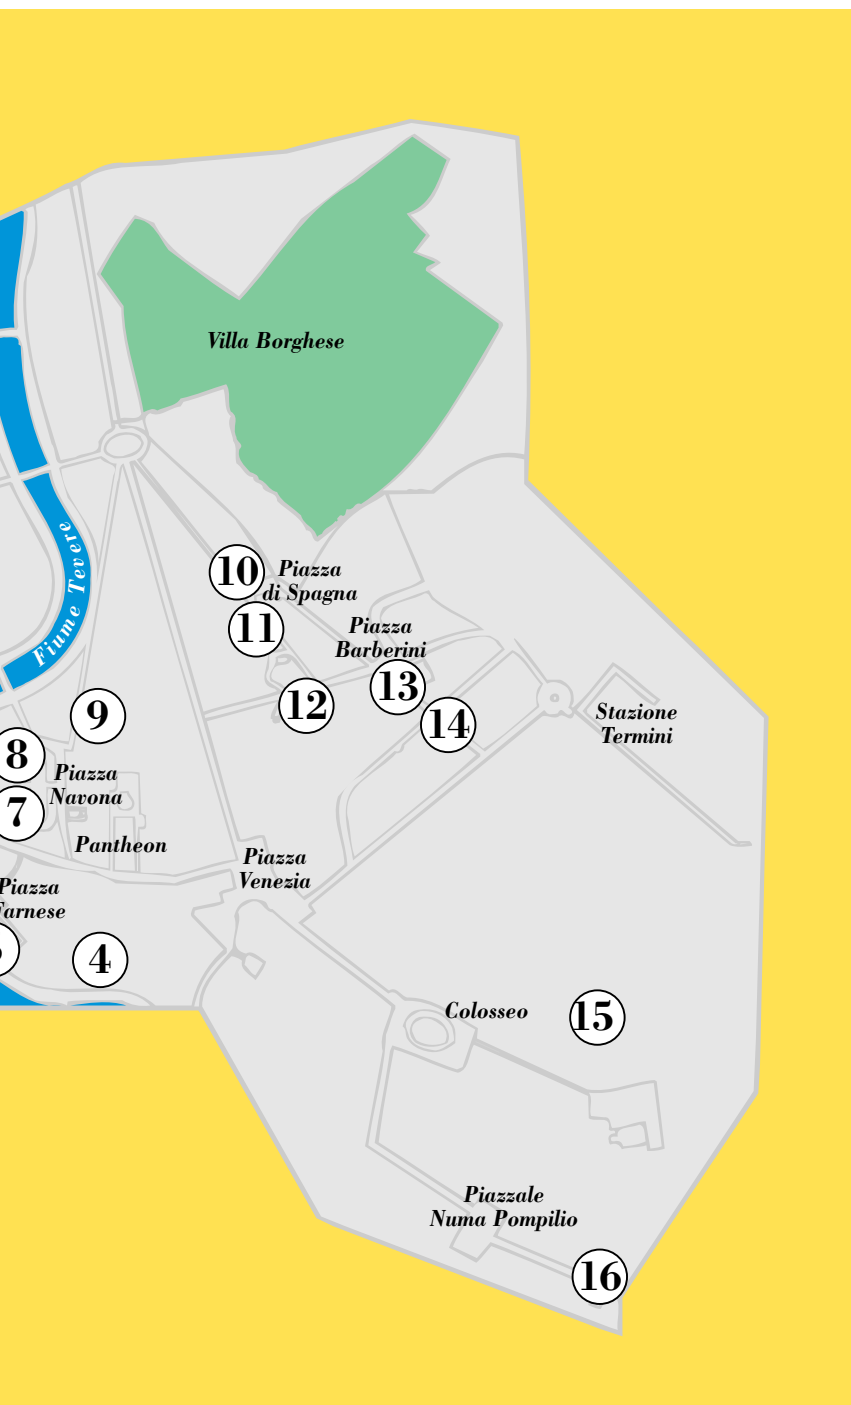 Villa Borghese
Fiume Tevere
10
Piazza
di Spagna
11
Piazza
Barberini
13
12
9
14
Stazione
Termini
8
Piazza
Navona
7
Pantheon
Piazza
Venezia
Piazza
Farnese
4
Colosseo
15
Piazzale
Numa Pompilio
16